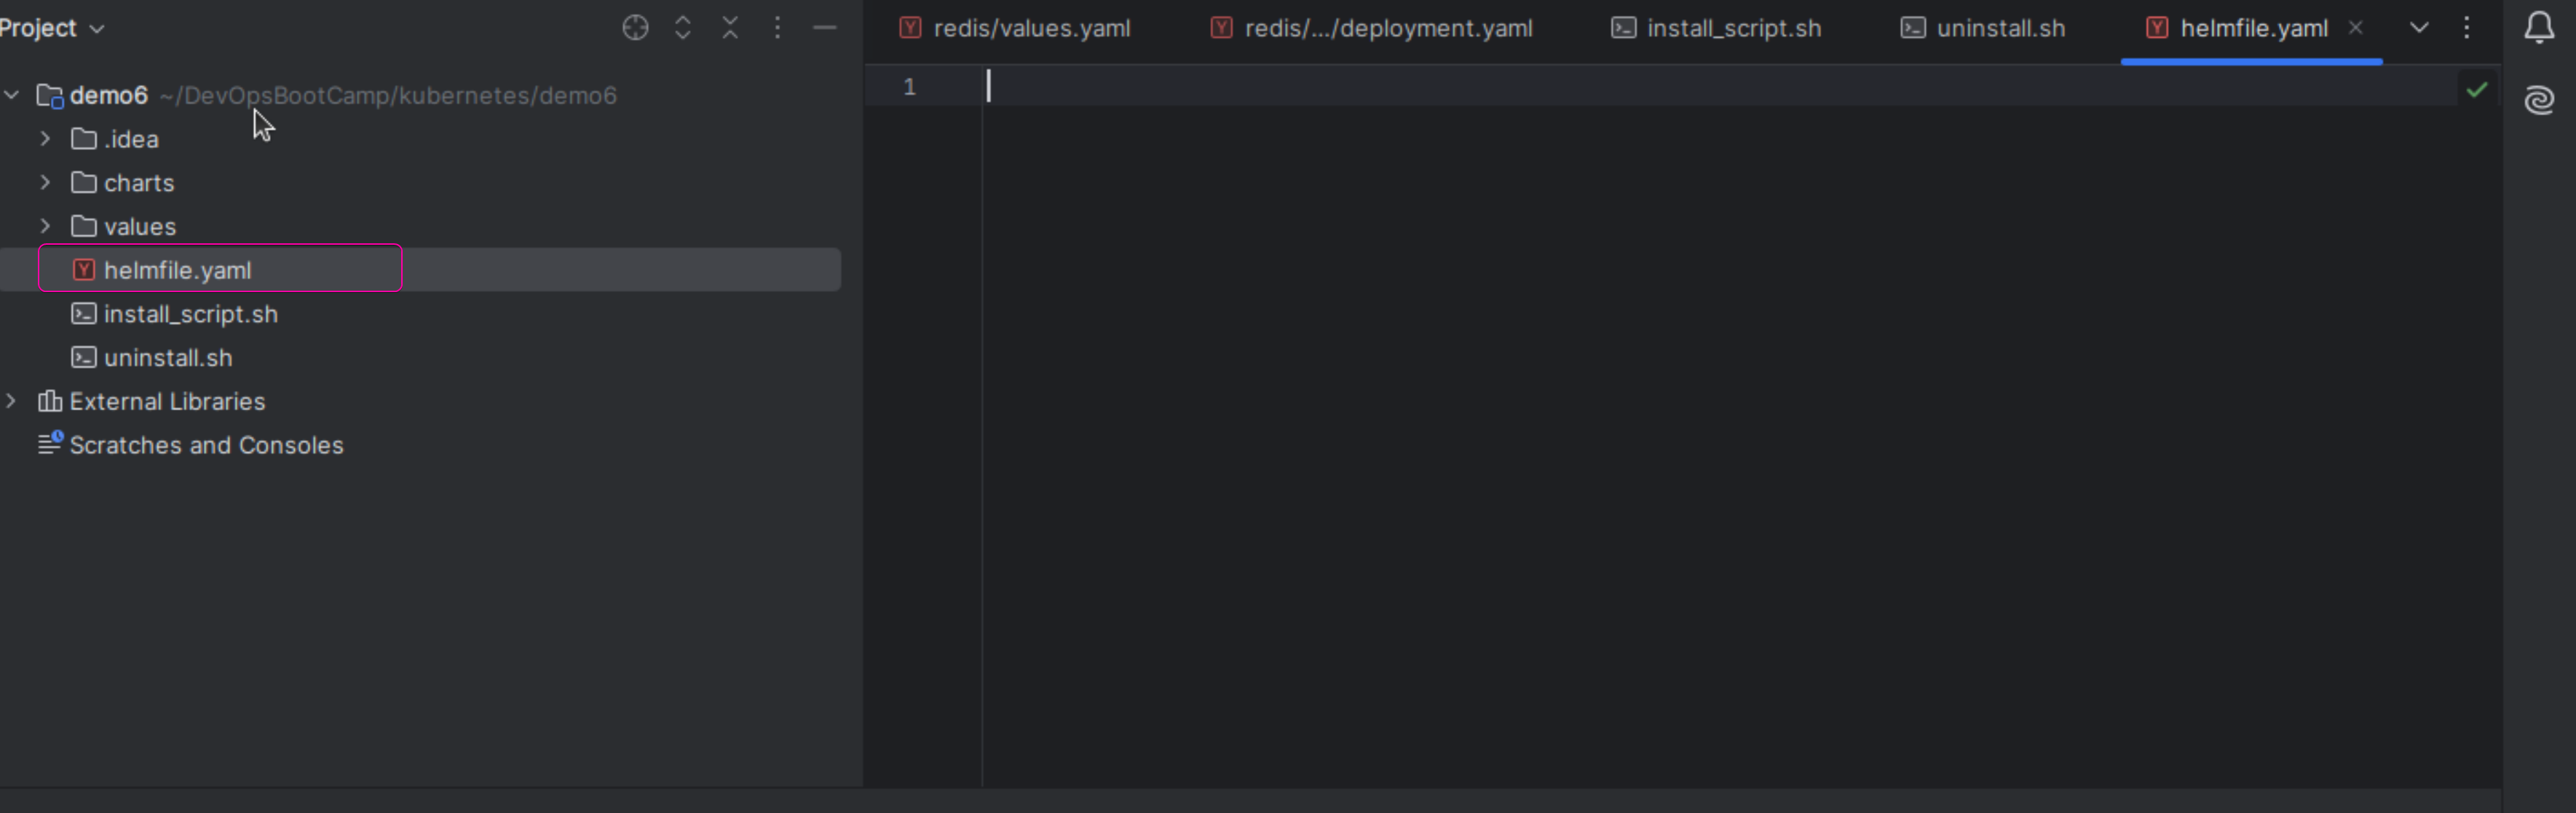 Project
redis/values.yaml
redis/.../deployment.yaml
install_script.sh
uninstall.sh
helmfile.yaml
demo6 ~/DevOpsBootCamp/kubernetes/demo6
.idea
charts
values
helmfile.yaml
install_script.sh
uninstall.sh
External Libraries
Scratches and Consoles
1